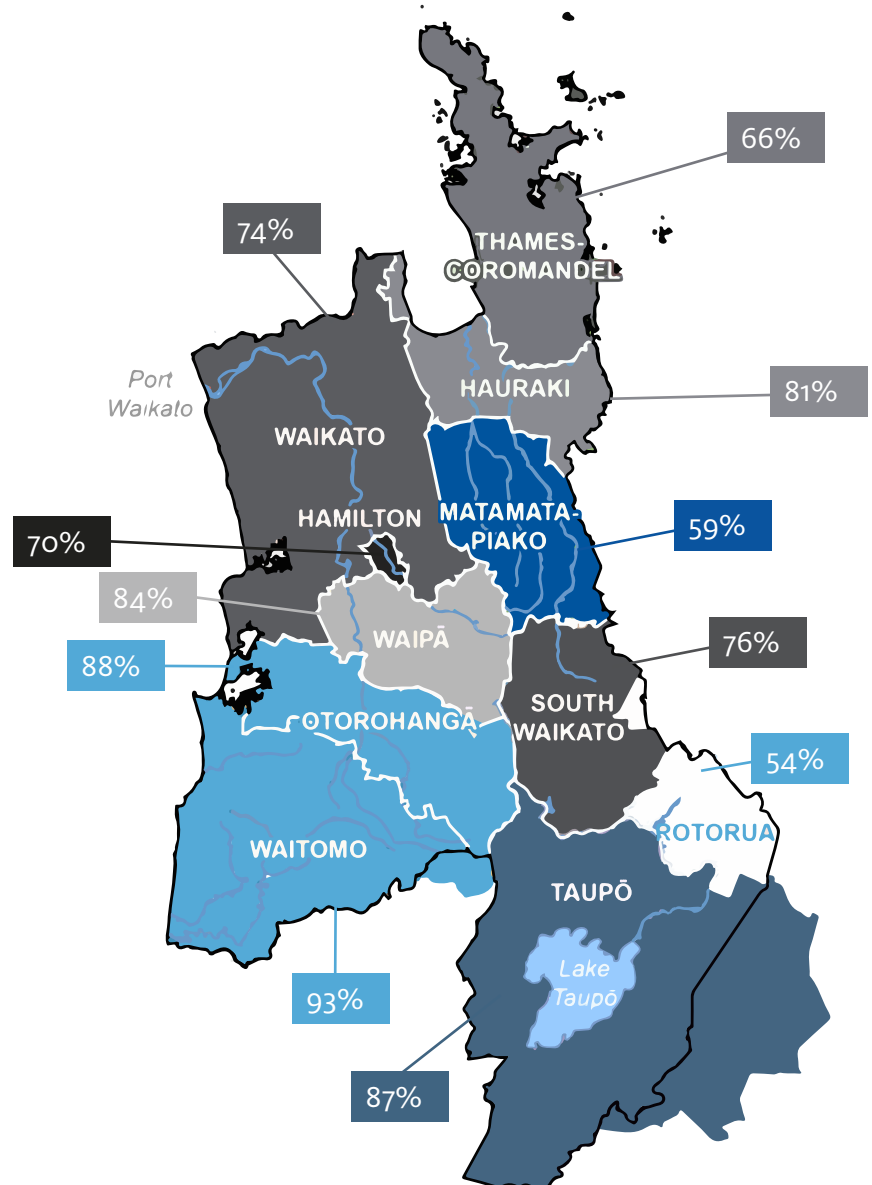 66%
74%
THAMES-
COROMANDEL
Port
Waikato
HAURAKI
81%
WAIKATO
HAMILTON
MATAMATA-
PIAKO
59%
70%
84%
WAIPĀ
76%
88%
SOUTH
WAIKATO
OTOROHANGĀ
54%
ROTORUA
WAITOMO
TAUPŌ
Lake
Taupō
93%
87%